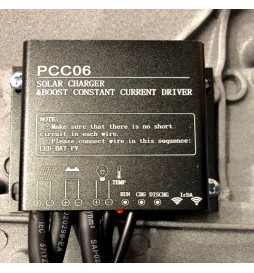 PCC06
SOLAR CHARGER
&BOOST CONSTANT CURRENT DRIVER
NOTE:
· Make sure that there is no short
circuit in each wire.
· Please connect wire in this sequence:
LED-BAT-PV
TEMP
RUN CHG DISCHG IrDA